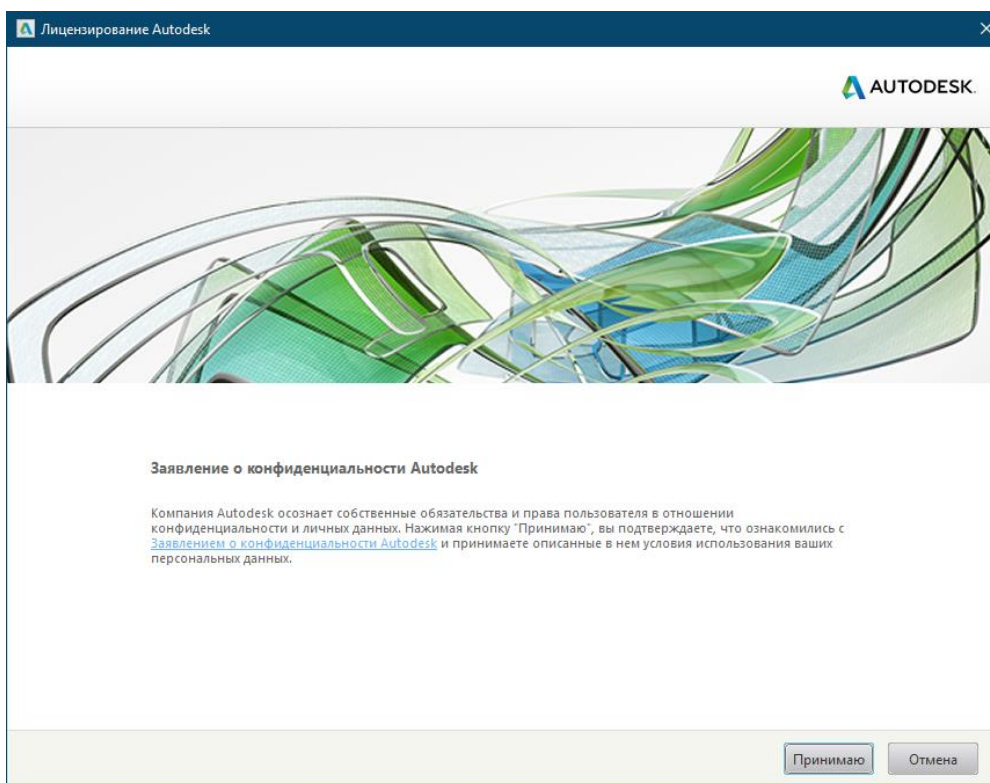 Лицензирование Autodesk
AUTODESK.
Заявление о конфиденциальности Autodesk
Компания Autodesk осознает собственные обязательства и права пользователя в отношении
конфиденциальности и личных данных. Нажимая кнопку "Принимаю", вы подтверждаете, что ознакомились с
Заявлением о конфиденциальности Autodesk и принимаете описанные в нем условия использования ваших
персональных данных.
Принимаю Отмена